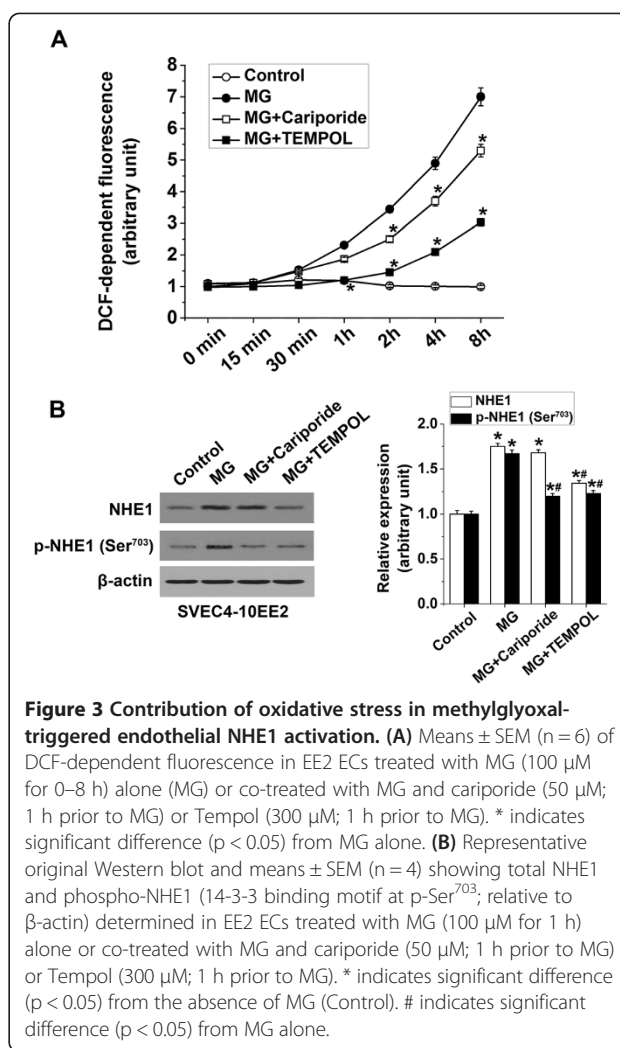 A
DCF-dependent fluorescence
(arbitrary unit)
8
7
6
5
4
3
2
1
0
Control
MG
MG+Cariporide
MG+TEMPOL
*
*
*
*
*
*
*
0 min
15 min
30 min
1h
2h
4h
8h
B
Control
MG
MG+Cariporide
MG+TEMPOL
NHE1
p-NHE1 (Ser703)
β-actin
SVEC4-10EE2
NHE1
p-NHE1 (Ser703)
Relative expression
(arbitrary unit)
2.0
1.5
1.0
0.5
0.0
* * * *# *# *#
Control
MG
MG+Cariporide
MG+TEMPOL
Figure 3 Contribution of oxidative stress in methylglyoxal-
triggered endothelial NHE1 activation. (A) Means ± SEM (n = 6) of
DCF-dependent fluorescence in EE2 ECs treated with MG (100 μM
for 0–8 h) alone (MG) or co-treated with MG and cariporide (50 μM;
1 h prior to MG) or Tempol (300 μM; 1 h prior to MG). * indicates
significant difference (p < 0.05) from MG alone. (B) Representative
original Western blot and means ± SEM (n = 4) showing total NHE1
and phospho-NHE1 (14-3-3 binding motif at p-Ser703; relative to
β-actin) determined in EE2 ECs treated with MG (100 μM for 1 h)
alone or co-treated with MG and cariporide (50 μM; 1 h prior to MG)
or Tempol (300 μM; 1 h prior to MG). * indicates significant difference
(p < 0.05) from the absence of MG (Control). # indicates significant
difference (p < 0.05) from MG alone.